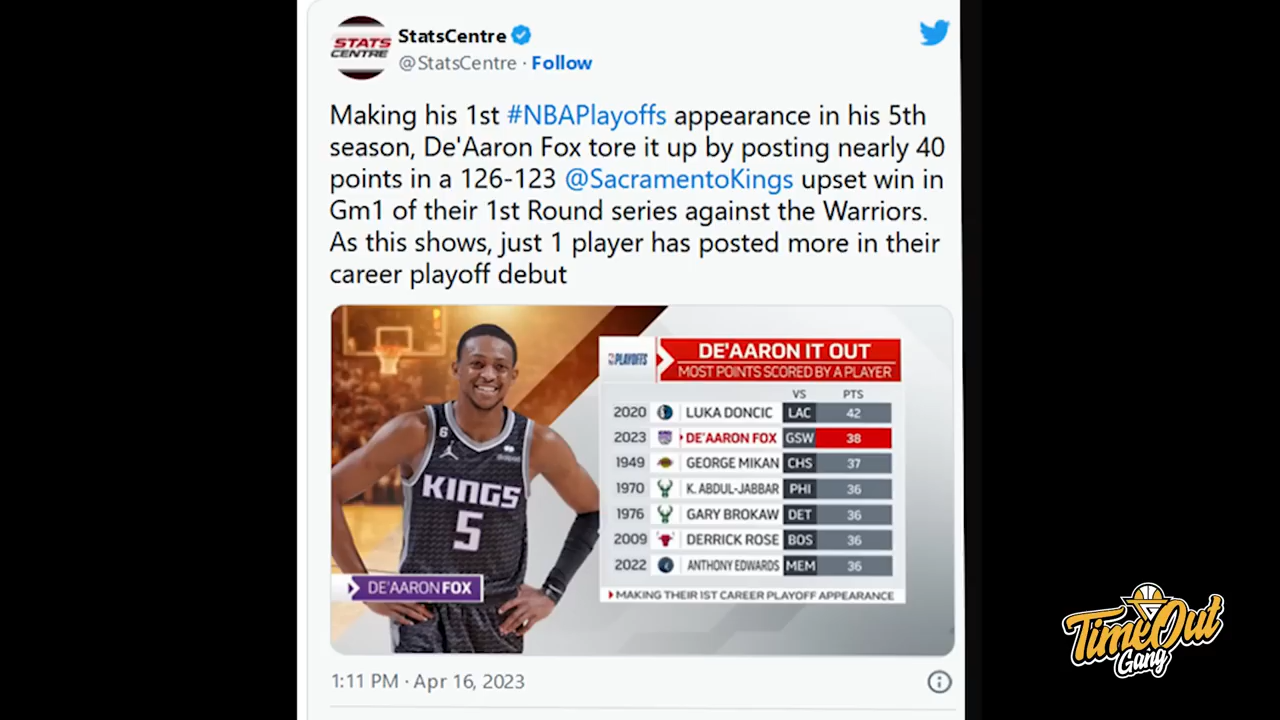 STATS
CENTRE
StatsCentre
@StatsCentre · Follow
Making his 1st #NBAPlayoffs appearance in his 5th
season, De'Aaron Fox tore it up by posting nearly 40
points in a 126-123 @SacramentoKings upset win in
Gm1 of their 1st Round series against the Warriors.
As this shows, just 1 player has posted more in their
career playoff debut
PLAYOFFS
DE'AARON IT OUT
MOST POINTS SCORED BY A PLAYER
VS PTS
2020 LUKA DONCIC LAC 42
2023 DE'AARON FOX GSW 38
1949 GEORGE MIKAN CHS 37
1970 K. ABDUL-JABBAR PHI 36
1976 GARY BROKAW DET 36
2009 DERRICK ROSE BOS 36
2022 ANTHONY EDWARDS MEM 36
MAKING THEIR 1ST CAREER PLAYOFF APPEARANCE
6
KINGS
5
DE'AARON FOX
1:11 PM · Apr 16, 2023
TimeOut
Gang